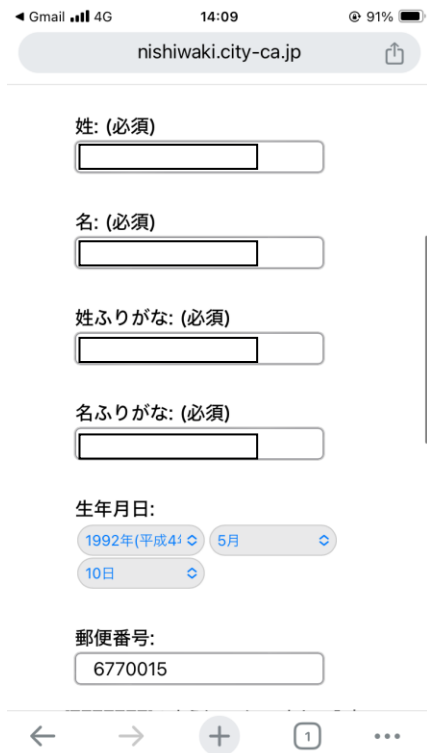 Gmail 4G 14:09 91%
nishiwaki.city-ca.jp
姓: (必須)
名: (必須)
姓ふりがな: (必須)
名ふりがな: (必須)
生年月日:
1992年(平成4年 5月
10日
郵便番号:
6770015
1